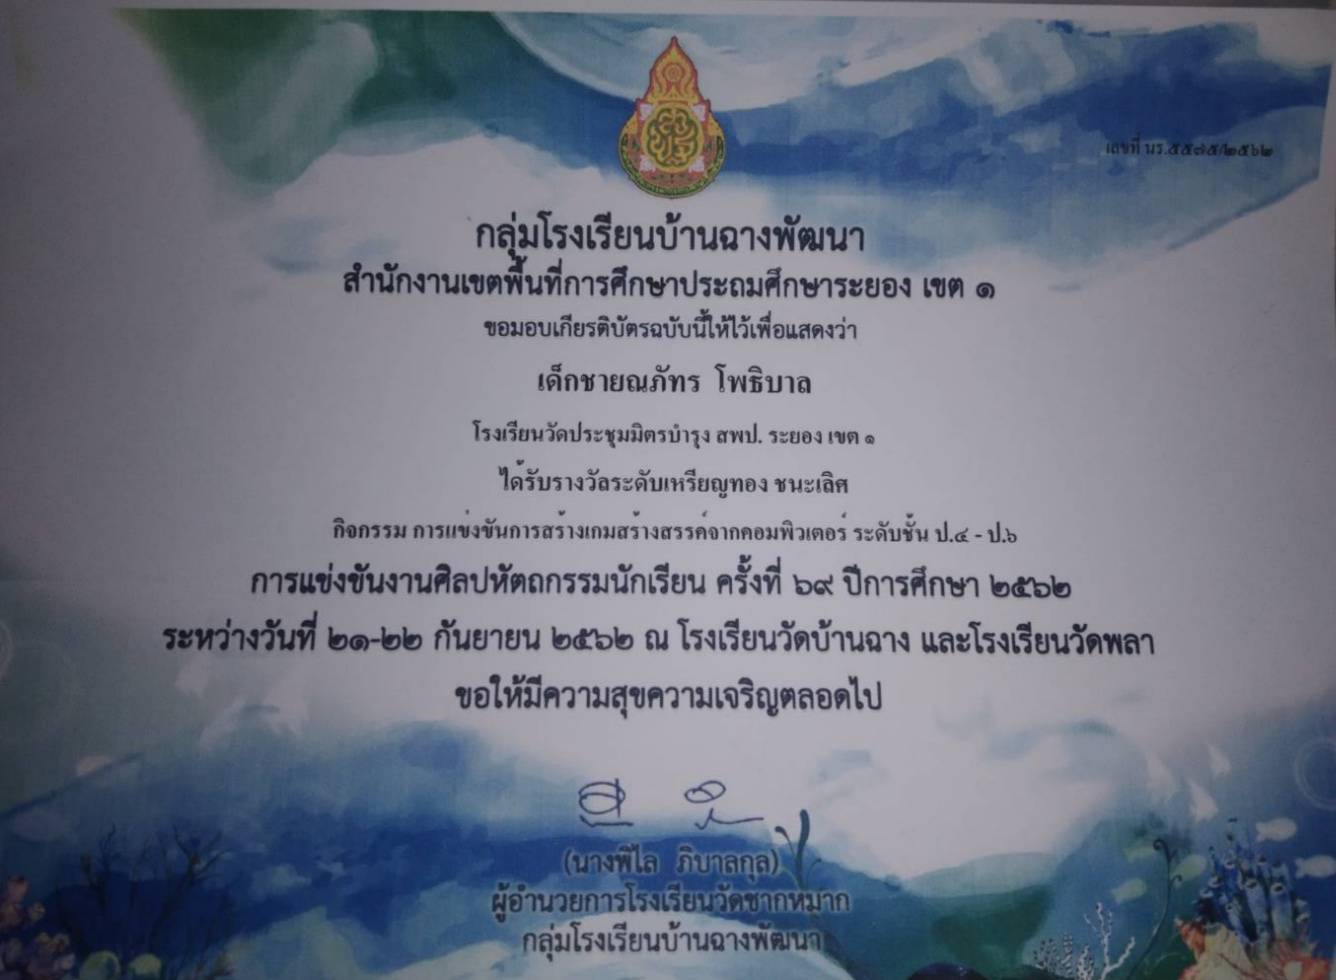 เลขที่ นร.๕๕๗๕/๒๕๖๒
กลุ่มโรงเรียนบ้านฉางพัฒนา
สำนักงานเขตพื้นที่การศึกษาประถมศึกษาระยอง เขต ๑
ขอมอบเกียรติบัตรฉบับนี้ให้ไว้เพื่อแสดงว่า
เด็กชายณภัทร โพธิบาล
โรงเรียนวัดประชุมมิตรบำรุง สพป. ระยอง เขต ๑
ได้รับรางวัลระดับเหรียญทอง ชนะเลิศ
กิจกรรม การแข่งขันการสร้างเกมสร้างสรรค์จากคอมพิวเตอร์ ระดับชั้น ป.๔ - ป.๖
การแข่งขันงานศิลปหัตถกรรมนักเรียน ครั้งที่ ๖๙ ปีการศึกษา ๒๕๖๒
ระหว่างวันที่ ๒๑-๒๒ กันยายน ๒๕๖๒ ณ โรงเรียนวัดบ้านฉาง และโรงเรียนวัดพลา
ขอให้มีความสุขความเจริญตลอดไป
(นางพิไล ภิบาลกุล)
ผู้อำนวยการโรงเรียนวัดชากหมาก
กลุ่มโรงเรียนบ้านฉางพัฒนา